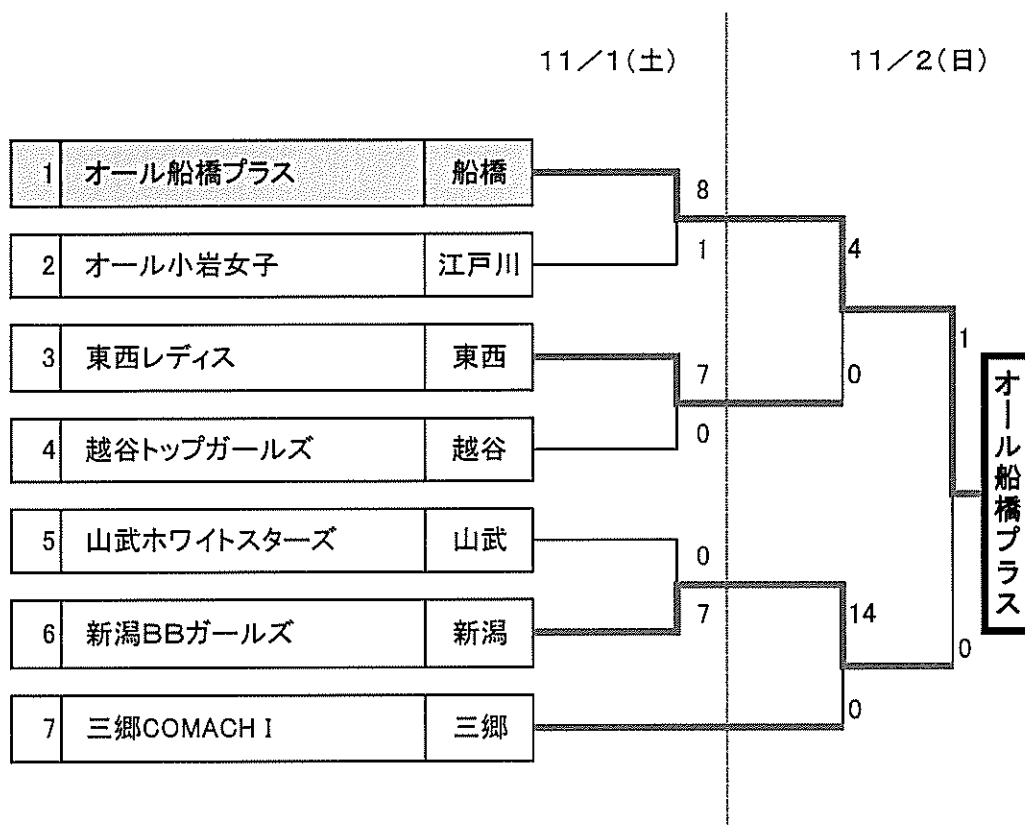 11／1(土)
11／2(日)
1 オール船橋プラス 船橋
8
2 オール小岩女子 江戸川
1
4
3 東西レディス 東西
7
0
1
4 越谷トップガールズ 越谷
0
オール船橋プラス
5 山武ホワイトスターズ 山武
0
6 新潟BBガールズ 新潟
7
14
0
7 三郷COMACHI 三郷
0